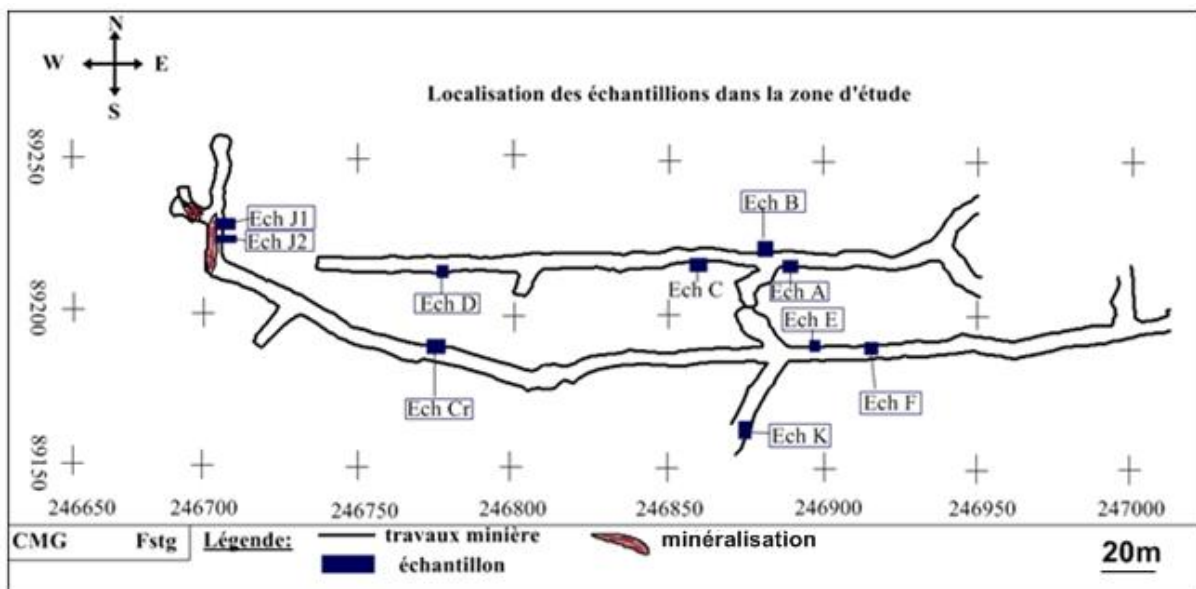 N
W E
S
Localisation des échantillions dans la zone d'étude
89250
Ech J1
Ech B
Ech J2
Ech D
Ech C
Ech A
89200
Ech E
Ech Cr
Ech F
Ech K
89150
246650 246700 246750 246800 246850 246900 246950 247000
CMG Fstg Légende: travaux minière minéralisation
échantillon
20m